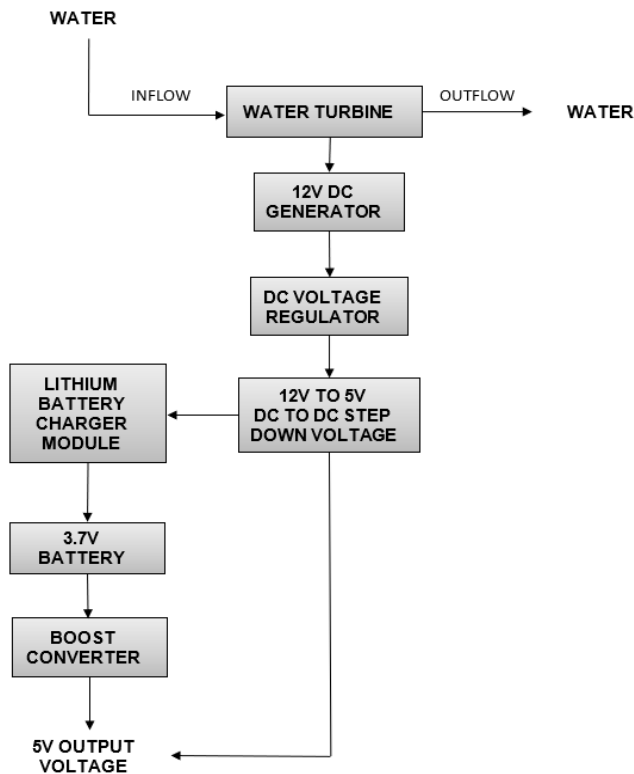 WATER
INFLOW
WATER TURBINE
OUTFLOW
WATER
12V DC
GENERATOR
DC VOLTAGE
REGULATOR
12V TO 5V
DC TO DC STEP
DOWN VOLTAGE
LITHIUM
BATTERY
CHARGER
MODULE
3.7V
BATTERY
BOOST
CONVERTER
5V OUTPUT
VOLTAGE